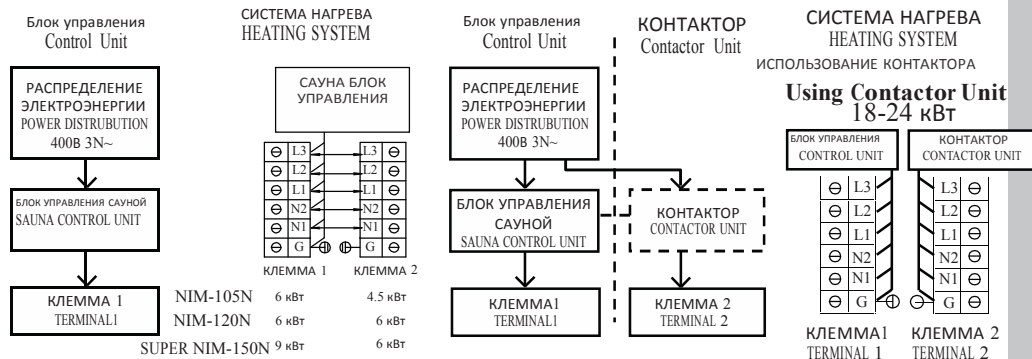 Блок управления
Control Unit
РАСПРЕДЕЛЕНИЕ
ЭЛЕКТРОЭНЕРГИИ
POWER DISTRUBUTION
400В 3N~
БЛОК УПРАВЛЕНИЯ САУНОЙ
SAUNA CONTROL UNIT
КЛЕММА 1
TERMINAL1
СИСТЕМА НАГРЕВА
HEATING SYSTEM
САУНА БЛОК
УПРАВЛЕНИЯ
L3 L3
L2 L2
L1 L1
N2 N2
N1 N1
G G
КЛЕММА 1 КЛЕММА 2
NIM-105N 6 кВт 4.5 кВт
NIM-120N 6 кВт 6 кВт
SUPER NIM-150N 9 кВт 6 кВт
Блок управления
Control Unit
РАСПРЕДЕЛЕНИЕ
ЭЛЕКТРОЭНЕРГИИ
POWER DISTRUBUTION
400В 3N~
БЛОК УПРАВЛЕНИЯ
САУНОЙ
SAUNA CONTROL UNIT
КЛЕММА1
TERMINAL1
КОНТАКТОР
Contactor Unit
КОНТАКТОР
CONTACTOR UNIT
КЛЕММА 2
TERMINAL 2
СИСТЕМА НАГРЕВА
HEATING SYSTEM
ИСПОЛЬЗОВАНИЕ КОНТАКТОРА
Using Contactor Unit
18-24 кВт
БЛОК УПРАВЛЕНИЯ
CONTROL UNIT
КОНТАКТОР
CONTACTOR UNIT
L3 L3
L2 L2
L1 L1
N2 N2
N1 N1
G G
КЛЕММА1 КЛЕММА 2
TERMINAL 1 TERMINAL 2